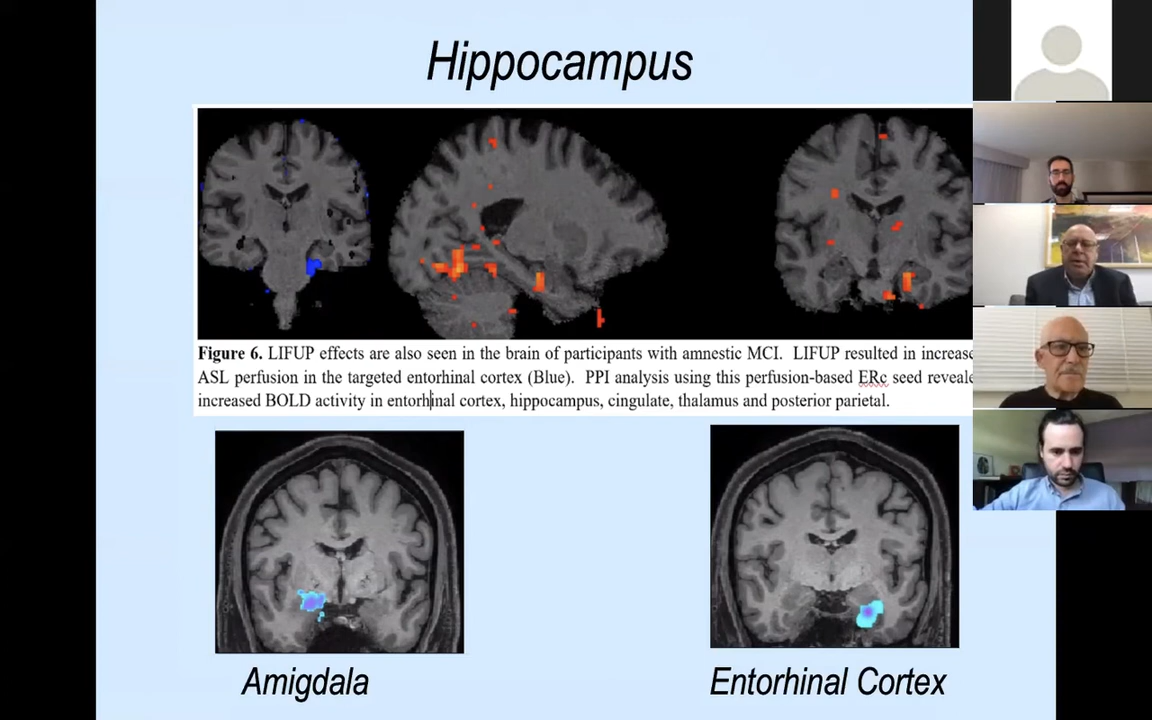 Hippocampus
Figure 6. LIFUP effects are also seen in the brain of participants with amnestic MCI. LIFUP resulted in increase
ASL perfusion in the targeted entorhinal cortex (Blue). PPI analysis using this perfusion-based ERc seed reveale
increased BOLD activity in entorhinal cortex, hippocampus, cingulate, thalamus and posterior parietal.
Amigdala
Entorhinal Cortex